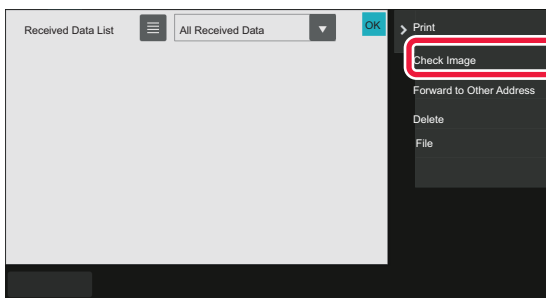 Received Data List
All Received Data
OK
Print
Check Image
Forward to Other Address
Delete
File